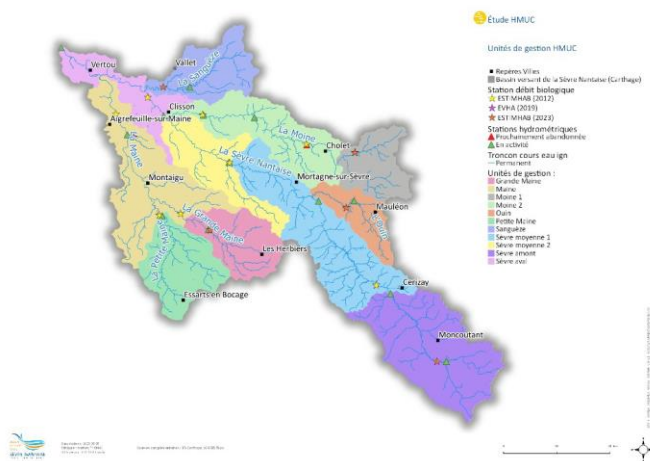 Étude HMUC
Unités de gestion HMUC
Repères Villes
Bassin versant de la Sèvre Nantaise (Carthage)
Station débit biologique
ESTIMHAB (2012)
EVHA (2019)
ESTIMHAB (2023)
Stations hydrométriques
Prochainement abandonnée
En activité
Troncon cours eau ign
Permanent
Unités de gestion :
Grande Maine
Maine
Moine 1
Moine 2
Ouin
Petite Maine
Sanguèze
Sèvre moyenne 1
Sèvre moyenne 2
Sèvre amont
Sèvre aval
Vertou
Vallet
La Sanguèze
Clisson
Aigrefeuille-sur-Maine
La Moine
La Maine
Cholet
La Sèvre Nantaise
Mortagne-sur-Sèvre
Montaigu
Mauléon
La Grande Maine
La Petite Maine
Les Herbiers
Essarts en Bocage
Cerizay
Moncoutant